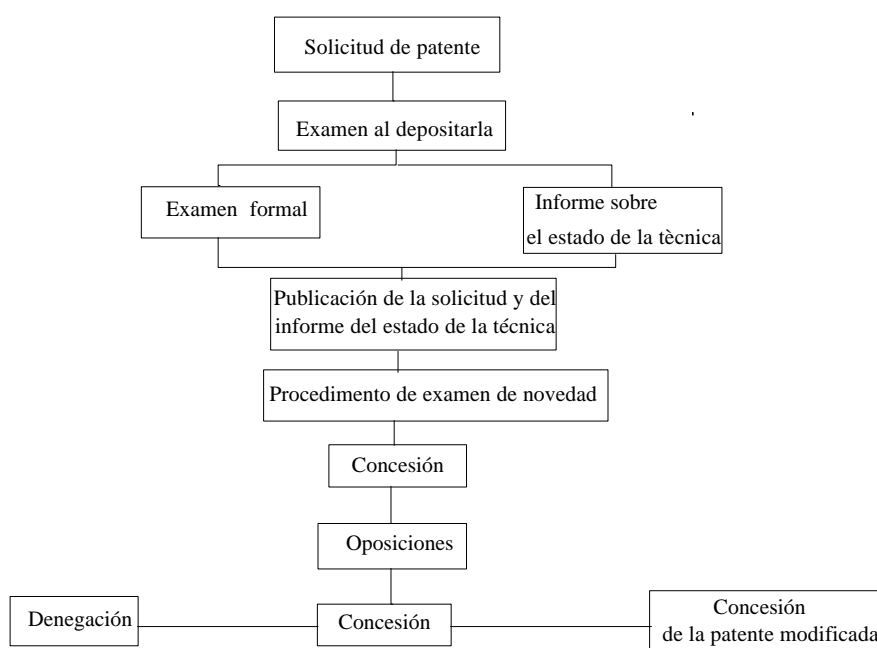 Solicitud de patente
Examen al depositarla
Examen formal
Informe sobre
el estado de la tècnica
Publicación de la solicitud y del
informe del estado de la técnica
Procedimento de examen de novedad
Concesión
Oposiciones
Denegación
Concesión
Concesión
de la patente modificada